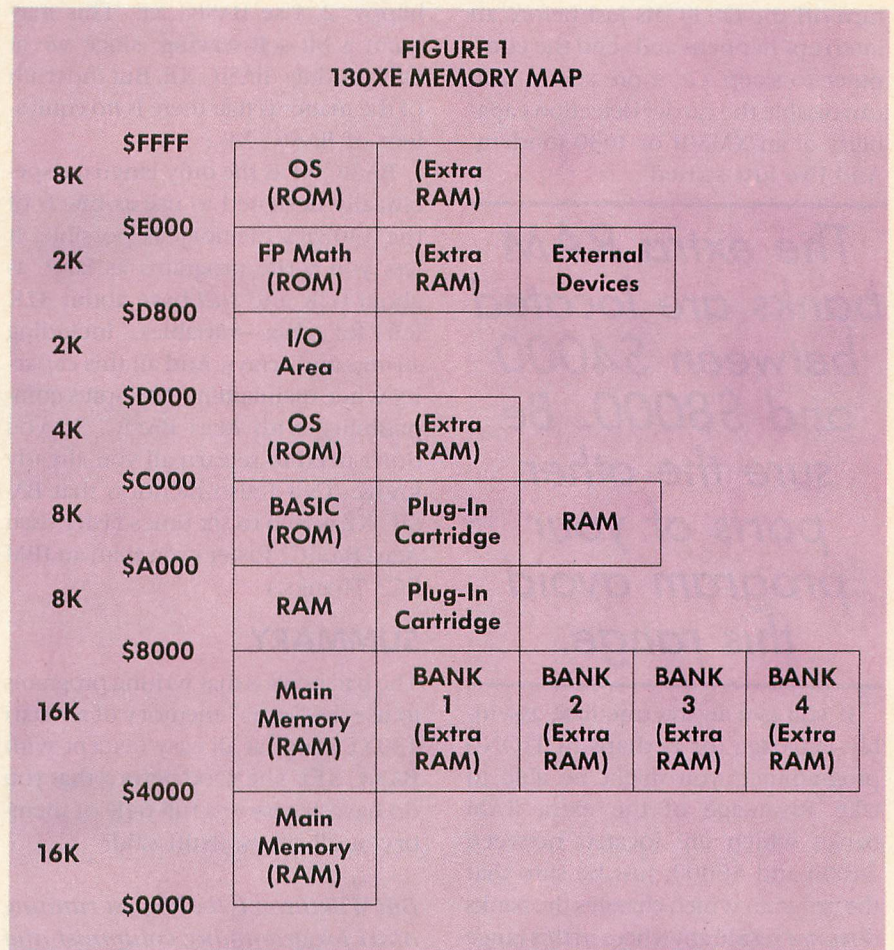 FIGURE 1
130XE MEMORY MAP
$FFFF
8K
OS
(ROM)
(Extra
RAM)
$E000
2K
FP Math
(ROM)
(Extra
RAM)
External
Devices
$D800
2K
I/O
Area
$D000
4K
OS
(ROM)
(Extra
RAM)
$C000
8K
BASIC
(ROM)
Plug-In
Cartridge
RAM
$A000
8K
RAM
Plug-In
Cartridge
$8000
16K
Main
Memory
(RAM)
BANK
1
(Extra
RAM)
BANK
2
(Extra
RAM)
BANK
3
(Extra
RAM)
BANK
4
(Extra
RAM)
$4000
16K
Main
Memory
(RAM)
$0000